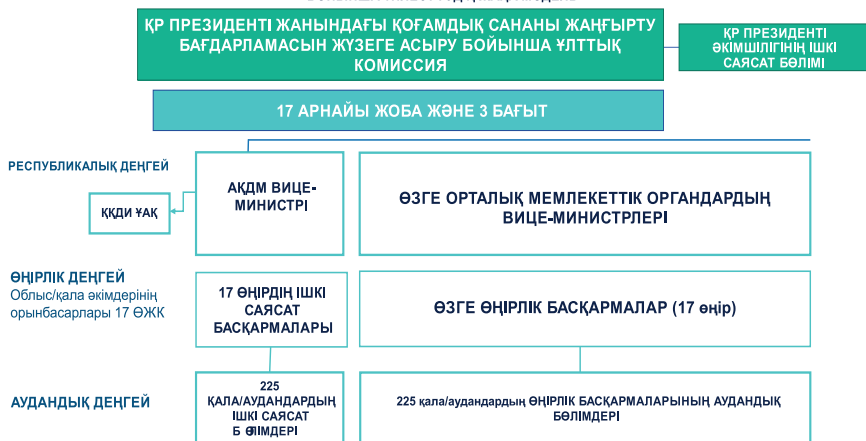 ҚР ПРЕЗИДЕНТІ ЖАНЫНДАҒЫ ҚОҒАМДЫҚ САНАНЫ ЖАҢҒЫРТУ
БАҒДАРЛАМАСЫН ЖҮЗЕГЕ АСЫРУ БОЙЫНША ҰЛТТЫҚ
КОМИССИЯ
ҚР ПРЕЗИДЕНТІ
ӘКІМШІЛІГІНІҢ ІШКІ
САЯСАТ БӨЛІМІ
17 АРНАЙЫ ЖОБА ЖӘНЕ 3 БАҒЫТ
РЕСПУБЛИКАЛЫҚ ДЕҢГЕЙ
АҚДМ ВИЦЕ-
МИНИСТРІ
ӨЗГЕ ОРТАЛЫҚ МЕМЛЕКЕТТІК ОРГАНДАРДЫҢ
ВИЦЕ-МИНИСТРЛЕРІ
ҚҚДИ ҰАҚ
ӨҢІРЛІК ДЕҢГЕЙ
Облыс/қала әкімдерінің
орынбасарлары 17 ӨЖК
17 ӨҢІРДІҢ ІШКІ
САЯСАТ
БАСҚАРМАЛАРЫ
ӨЗГЕ ӨҢІРЛІК БАСҚАРМАЛАР (17 өңір)
АУДАНДЫҚ ДЕҢГЕЙ
225
ҚАЛА/АУДАНДАРДЫҢ
ІШКІ САЯСАТ
Б ӨЛІМДЕРІ
225 қала/аудандардың ӨҢІРЛІК БАСҚАРМАЛАРЫНЫҢ АУДАНДЫҚ
БӨЛІМДЕРІ